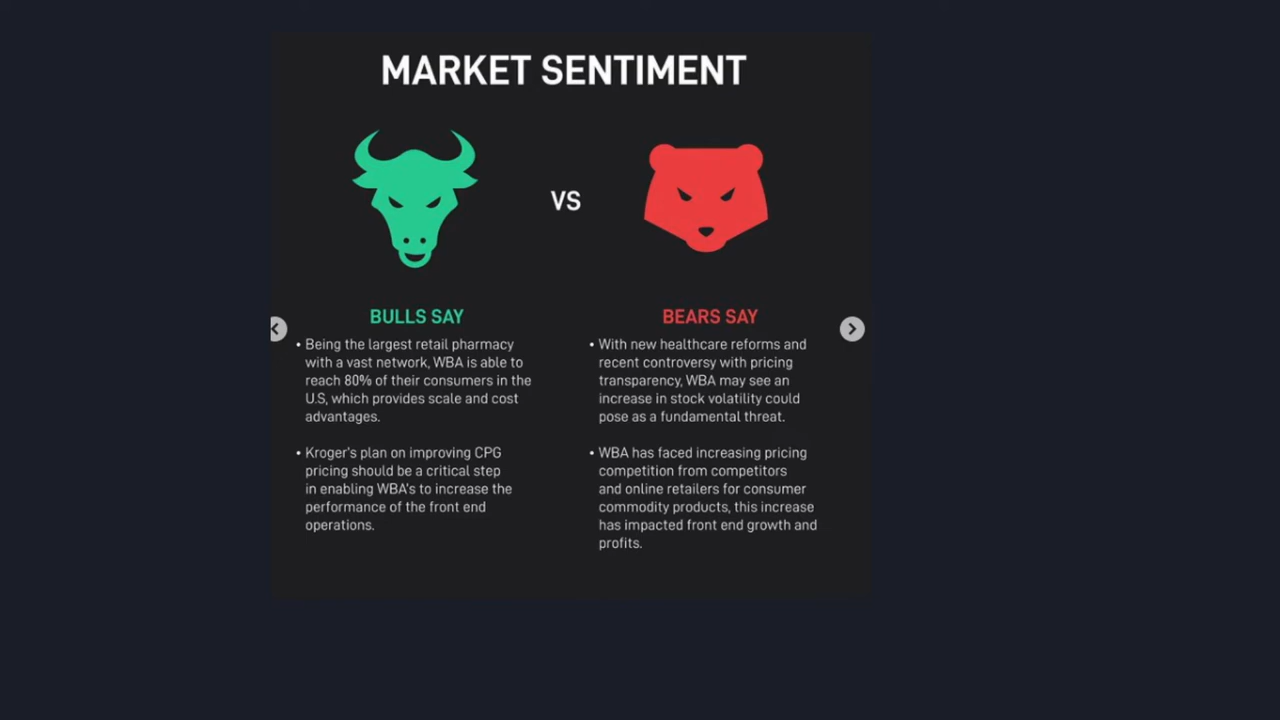 MARKET SENTIMENT
VS
BULLS SAY
• Being the largest retail pharmacy
with a vast network, WBA is able to
reach 80% of their consumers in the
U.S, which provides scale and cost
advantages.
• Kroger's plan on improving CPG
pricing should be a critical step
in enabling WBA's to increase the
performance of the front end
operations.
BEARS SAY
• With new healthcare reforms and
recent controversy with pricing
transparency, WBA may see an
increase in stock volatility could
pose as a fundamental threat.
• WBA has faced increasing pricing
competition from competitors
and online retailers for consumer
commodity products, this increase
has impacted front end growth and
profits.